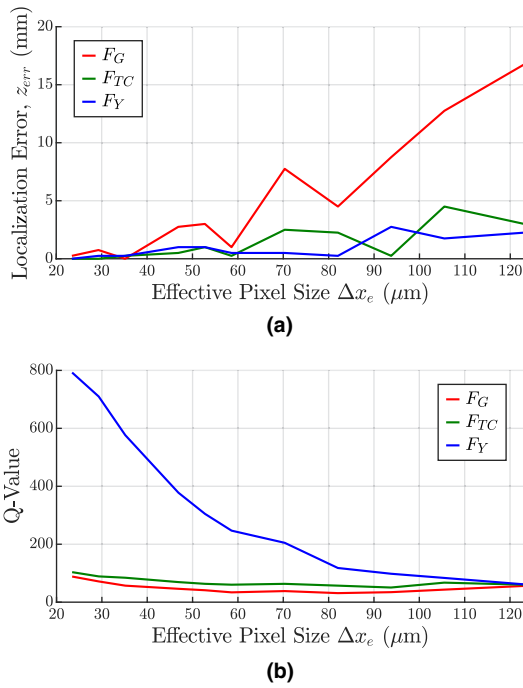 20
15
10
5
0
Localization Error, z_err (mm)
F_G
F_TC
F_Y
20 30 40 50 60 70 80 90 100 110 120
Effective Pixel Size Δx_e (μm)
(a)
800
600
400
200
0
Q-Value
F_G
F_TC
F_Y
20 30 40 50 60 70 80 90 100 110 120
Effective Pixel Size Δx_e (μm)
(b)